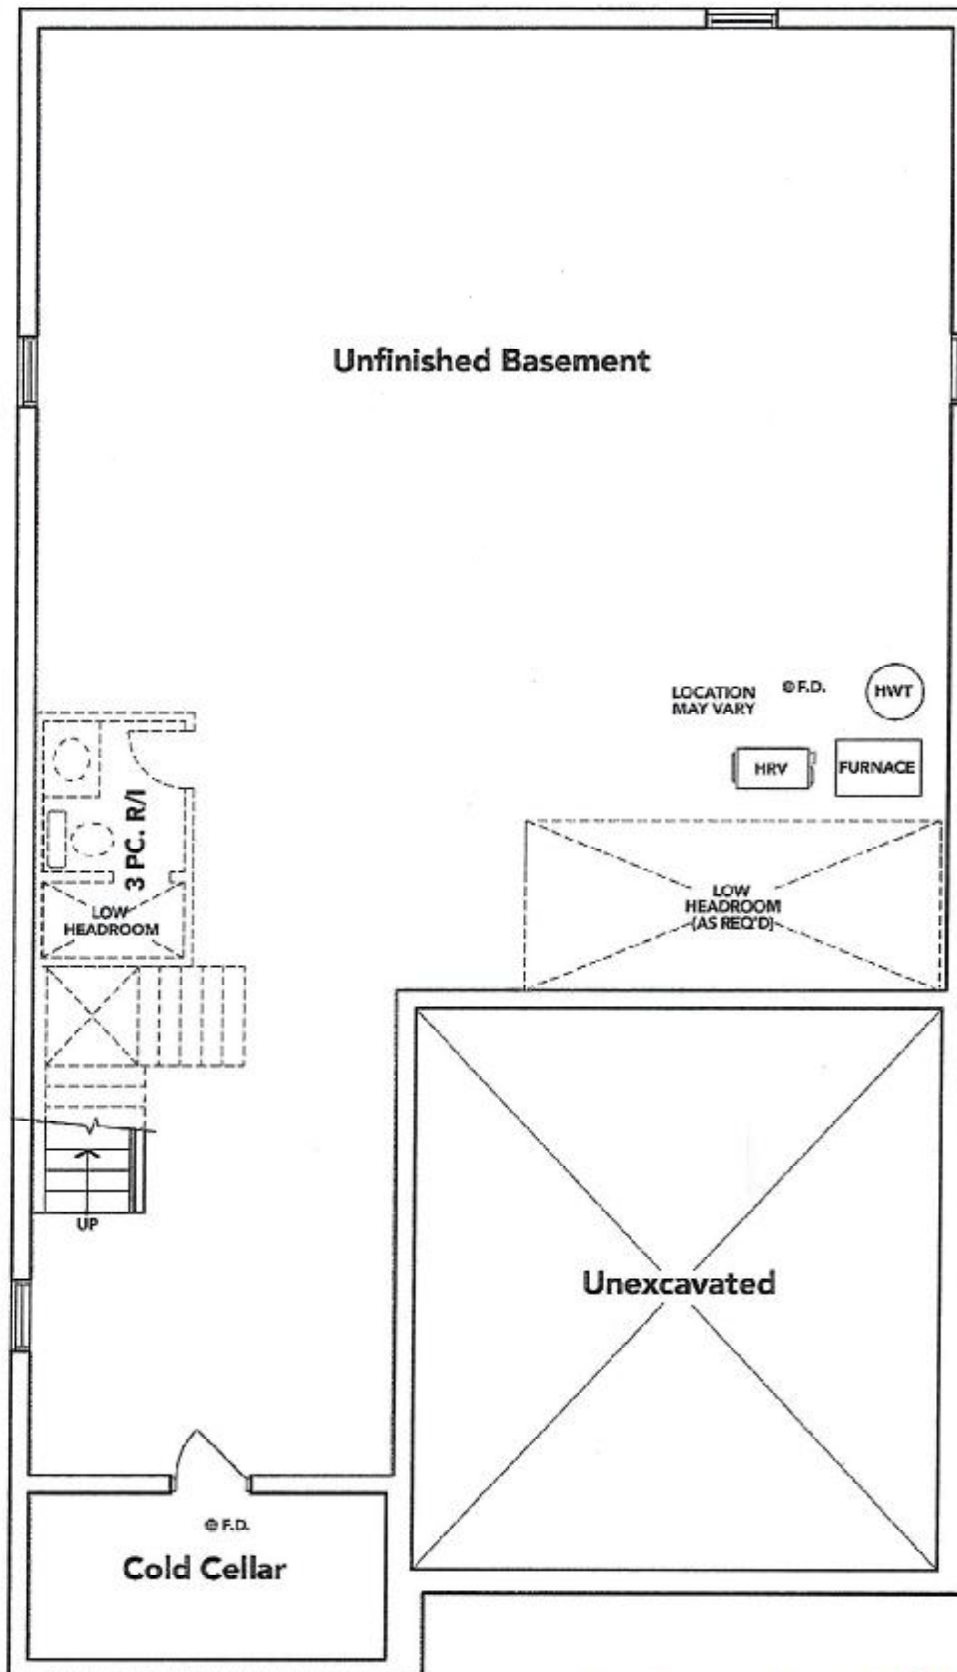 Unfinished Basement
LOCATION
MAY VARY
F.D.
HWT
HRV
FURNACE
3 PC. R/I
LOW
HEADROOM
LOW
HEADROOM
(AS REQ'D)
UP
Unexcavated
F.D.
Cold Cellar